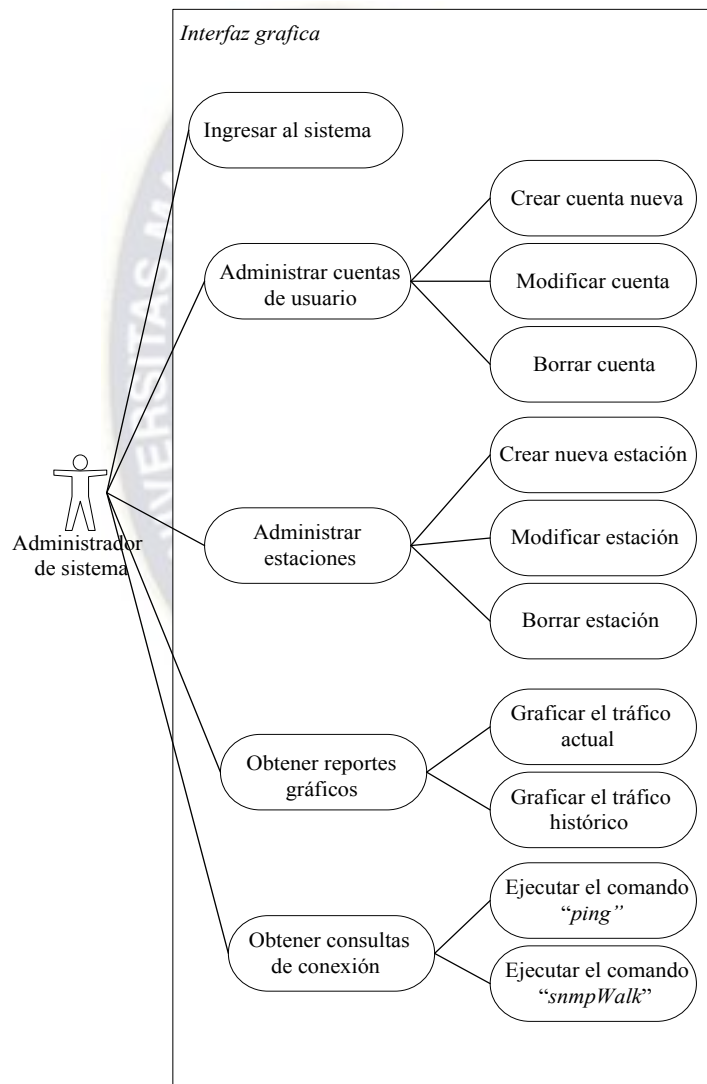 Interfaz grafica
Ingresar al sistema
Crear cuenta nueva
Administrar cuentas
de usuario
Modificar cuenta
Borrar cuenta
Crear nueva estación
Administrador
de sistema
Administrar
estaciones
Modificar estación
Borrar estación
Graficar el tráfico
actual
Obtener reportes
gráficos
Graficar el tráfico
histórico
Ejecutar el comando
“ping”
Obtener consultas
de conexión
Ejecutar el comando
“snmpWalk”